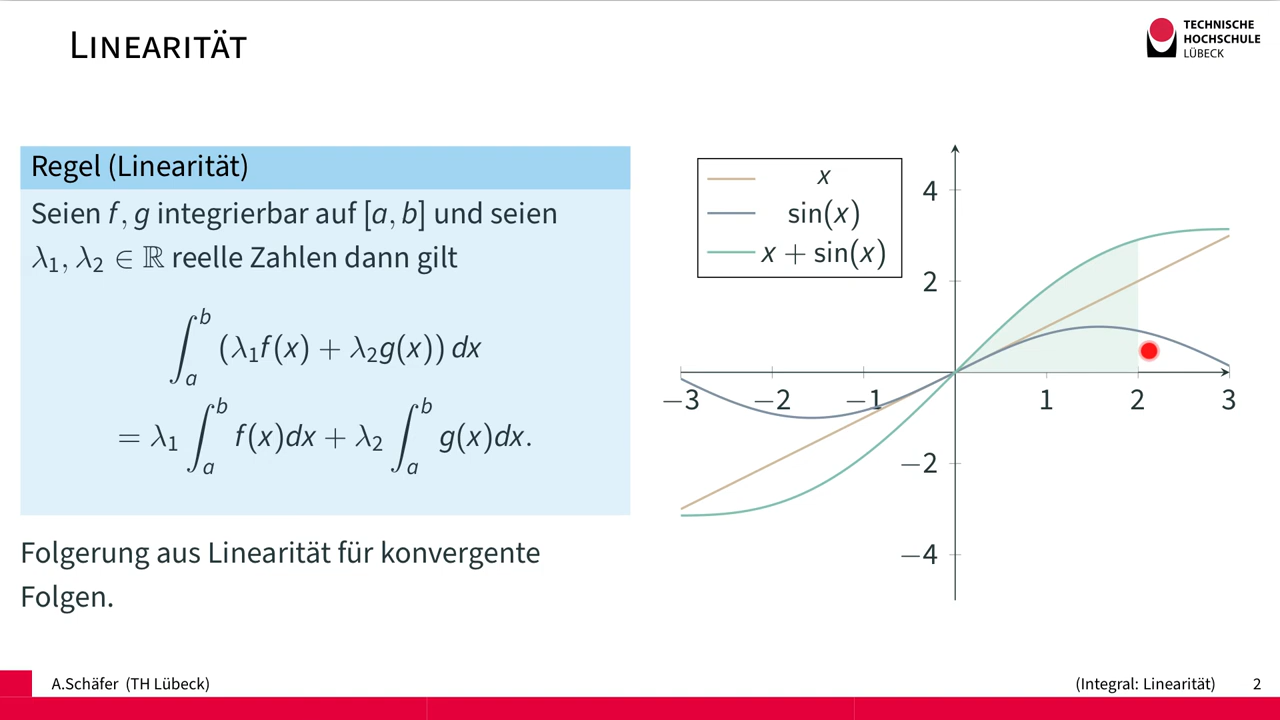 LINEARITÄT
TECHNISCHE
HOCHSCHULE
LÜBECK
Regel (Linearität)
Seien f, g integrierbar auf [a, b] und seien
λ₁, λ₂ ∈ ℝ reelle Zahlen dann gilt
∫ₐᵇ (λ₁f(x) + λ₂g(x)) dx
= λ₁ ∫ₐᵇ f(x)dx + λ₂ ∫ₐᵇ g(x)dx.
Folgerung aus Linearität für konvergente
Folgen.
x
sin(x)
x + sin(x)
4
2
−3 −2 −1 1 2 3
−2
−4
A.Schäfer (TH Lübeck)
(Integral: Linearität) 2